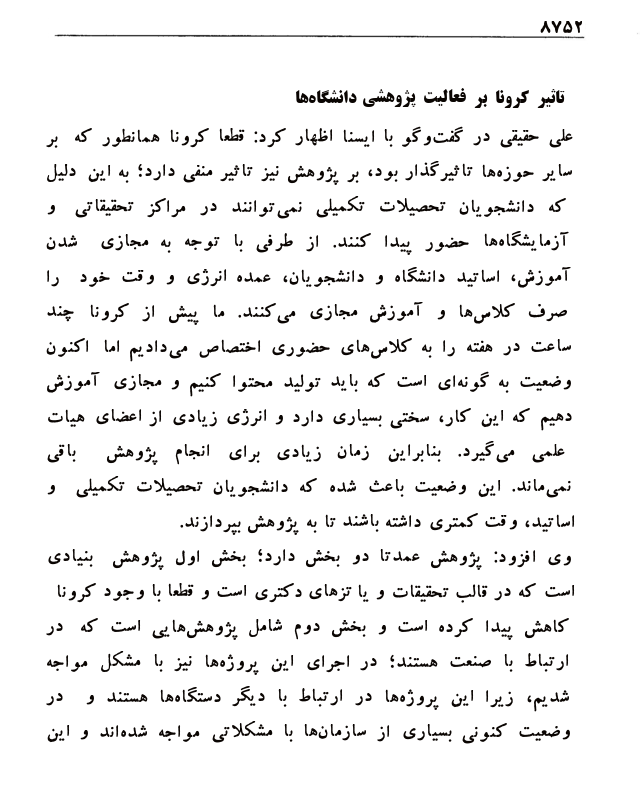 ۸۷۵۲
تاثیر کرونا بر فعالیت پژوهشی دانشگاه‌ها
علی حقیقی در گفت‌وگو با ایسنا اظهار کرد: قطعا کرونا همانطور که بر
سایر حوزه‌ها تاثیرگذار بود، بر پژوهش نیز تاثیر منفی دارد؛ به این دلیل
که دانشجویان تحصیلات تکمیلی نمی‌توانند در مراکز تحقیقاتی و
آزمایشگاه‌ها حضور پیدا کنند. از طرفی با توجه به مجازی شدن
آموزش، اساتید دانشگاه و دانشجویان، عمده انرژی و وقت خود را
صرف کلاس‌ها و آموزش مجازی می‌کنند. ما پیش از کرونا چند
ساعت در هفته را به کلاس‌های حضوری اختصاص می‌دادیم اما اکنون
وضعیت به گونه‌ای است که باید تولید محتوا کنیم و مجازی آموزش
دهیم که این کار، سختی بسیاری دارد و انرژی زیادی از اعضای هیات
علمی می‌گیرد. بنابراین زمان زیادی برای انجام پژوهش باقی
نمی‌ماند. این وضعیت باعث شده که دانشجویان تحصیلات تکمیلی و
اساتید، وقت کمتری داشته باشند تا به پژوهش بپردازند.
وی افزود: پژوهش عمدتا دو بخش دارد؛ بخش اول پژوهش بنیادی
است که در قالب تحقیقات و یا تزهای دکتری است و قطعا با وجود کرونا
کاهش پیدا کرده است و بخش دوم شامل پژوهش‌هایی است که در
ارتباط با صنعت هستند؛ در اجرای این پروژه‌ها نیز با مشکل مواجه
شدیم، زیرا این پروژه‌ها در ارتباط با دیگر دستگاه‌ها هستند و در
وضعیت کنونی بسیاری از سازمان‌ها با مشکلاتی مواجه شده‌اند و این